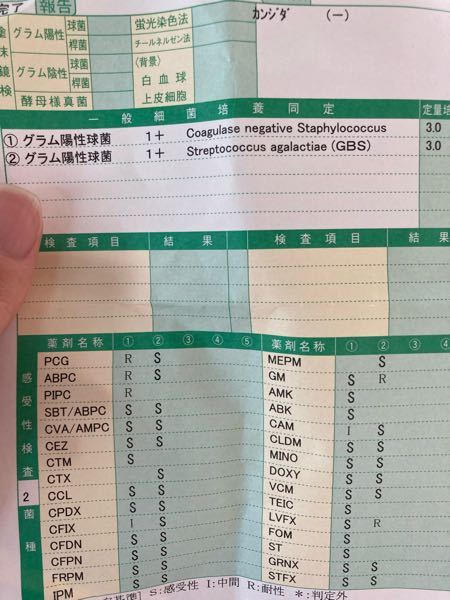 完了 報告
塗抹鏡検 グラム陽性 球菌 蛍光染色法 カンジダ (－)
桿菌 チールネルゼン法
グラム陰性 球菌 (背景)
桿菌 白血球
酵母様真菌 上皮細胞
一般細菌培養同定 定量培
① グラム陽性球菌 1+ Coagulase negative Staphylococcus 3.0
② グラム陽性球菌 1+ Streptococcus agalactiae (GBS) 3.0
検査項目 結果 検査項目 結果
感受性検査 2菌種
薬剤名称 ① ② ③ ④ ⑤ 薬剤名称 ① ② ③ ④
PCG R S MEPM S
ABPC R S GM S R
PIPC R AMK S
SBT/ABPC S S ABK S
CVA/AMPC S S CAM I S
CEZ S S CLDM S S
CTM S MINO S S
CTX S DOXY S S
CCL S S VCM S S
CPDX S S TEIC S
CFIX I S LVFX S R
CFDN S S FOM S
CFPN S S ST S
FRPM S S GRNX S S
IPM S S STFX S S
基準] S:感受性 I:中間 R:耐性 *:判定外